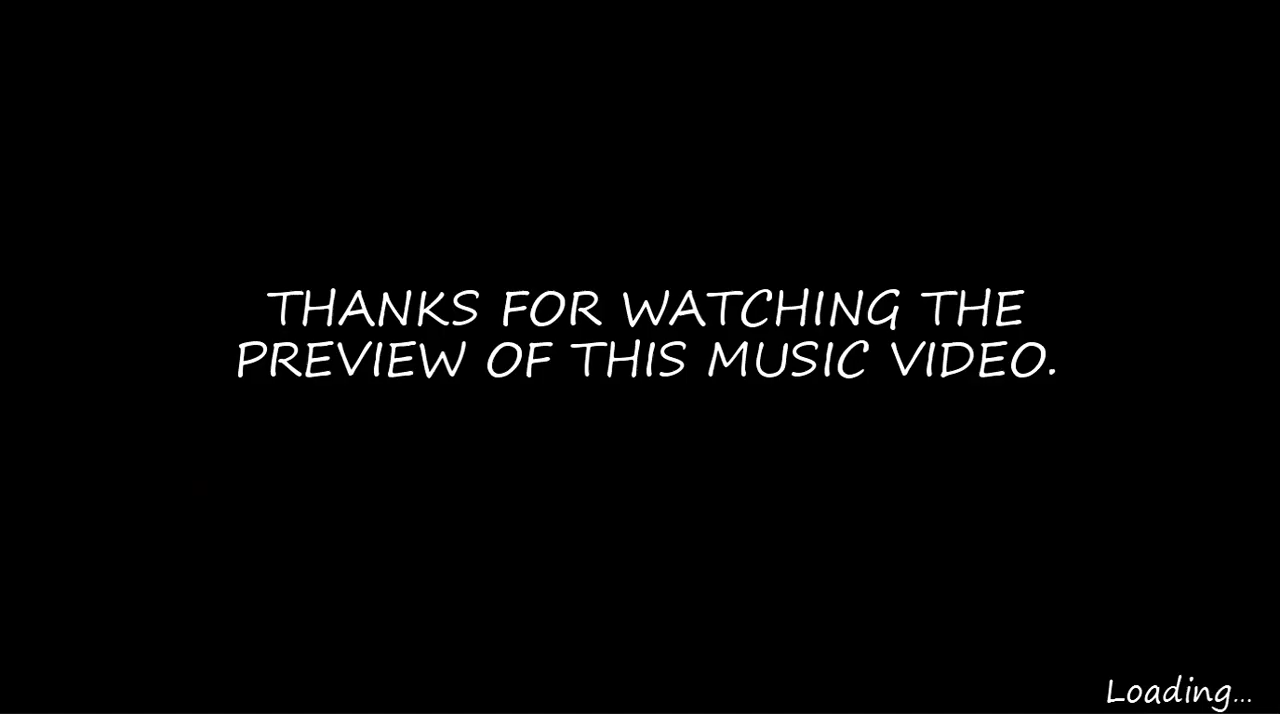 THANKS FOR WATCHING THE
PREVIEW OF THIS MUSIC VIDEO.
Loading...